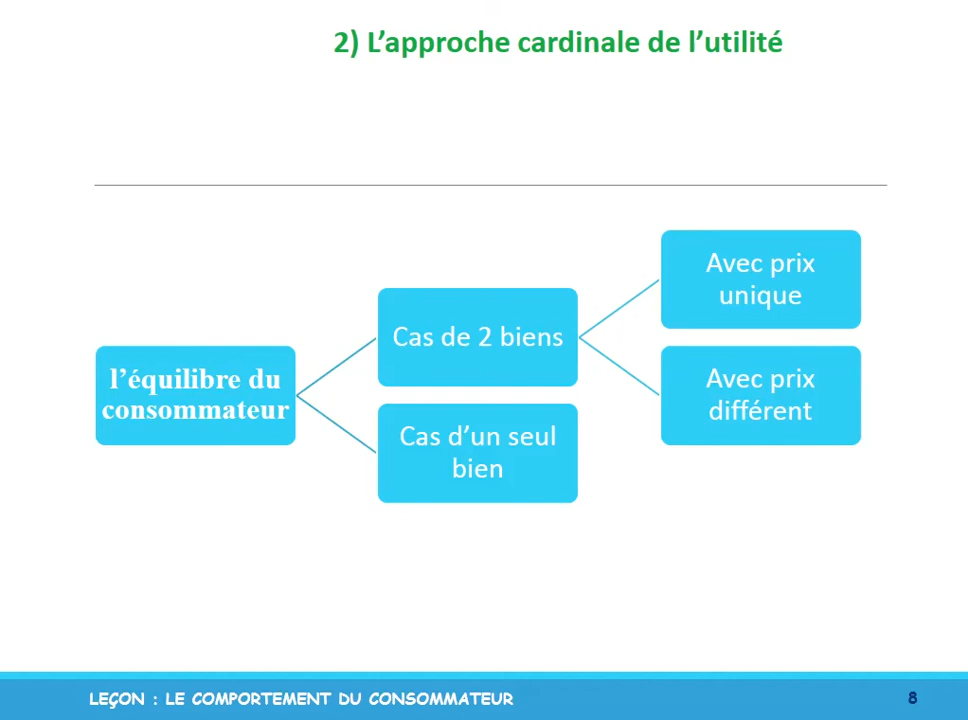 2) L’approche cardinale de l’utilité
l’équilibre du
consommateur
Cas de 2 biens
Avec prix
unique
Avec prix
différent
Cas d’un seul
bien
LEÇON : LE COMPORTEMENT DU CONSOMMATEUR
8